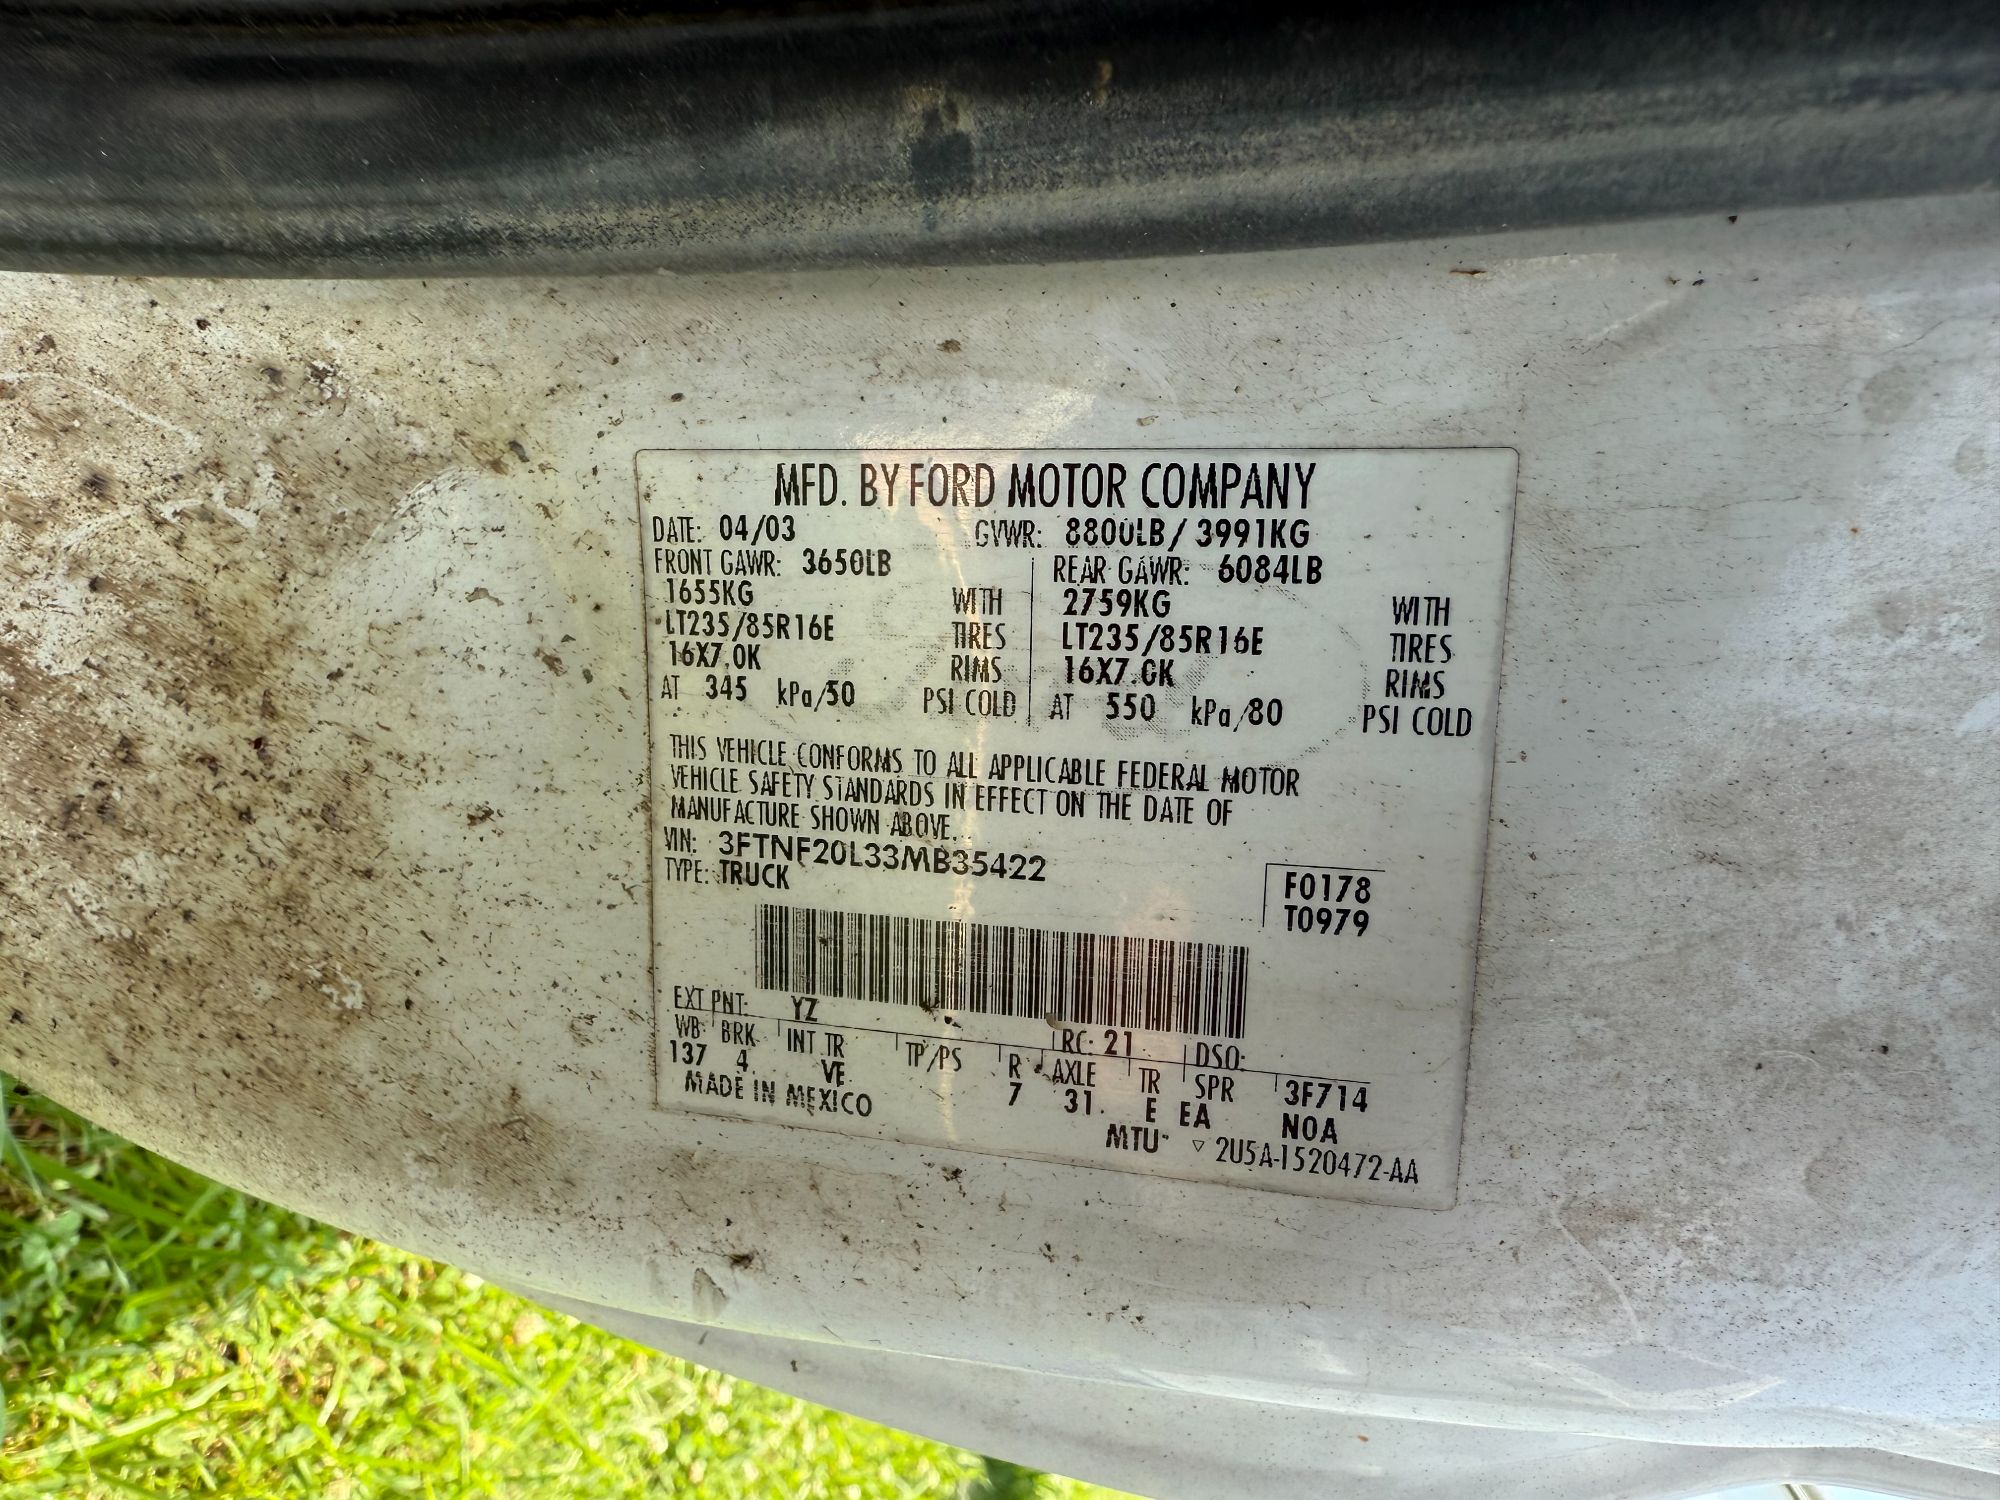 MFD. BY FORD MOTOR COMPANY
DATE: 04/03 GVWR: 8800LB/ 3991KG
FRONT GAWR: 3650LB REAR GAWR: 6084LB
1655KG WITH 2759KG WITH
LT235/85R16E TIRES LT235/85R16E TIRES
16X7.0K RIMS 16X7.0K RIMS
AT 345 kPa/50 PSI COLD AT 550 kPa/80 PSI COLD
THIS VEHICLE CONFORMS TO ALL APPLICABLE FEDERAL MOTOR
VEHICLE SAFETY STANDARDS IN EFFECT ON THE DATE OF
MANUFACTURE SHOWN ABOVE.
VIN: 3FTNF20L33MB35422
TYPE: TRUCK F0178
T0979
EXT PNT: YZ RC: 21 DSO:
WB BRK INT TR TP/PS R AXLE TR SPR 3F714
137 4 VE 7 31 E EA NOA
MADE IN MEXICO MTU ▽ 2U5A-1520472-AA